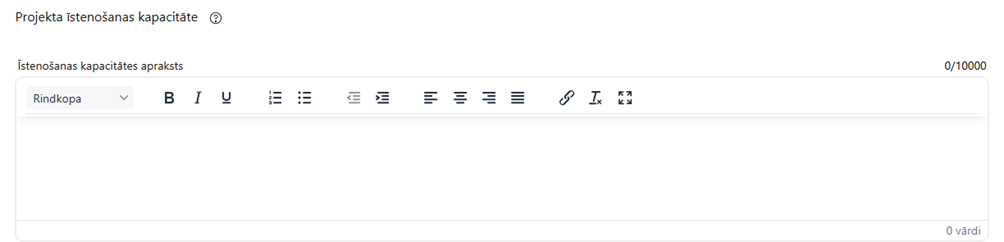 Projekta īstenošanas kapacitāte ?
Īstenošanas kapacitātes apraksts 0/10000
Rindkopa B I U
0 vārdi